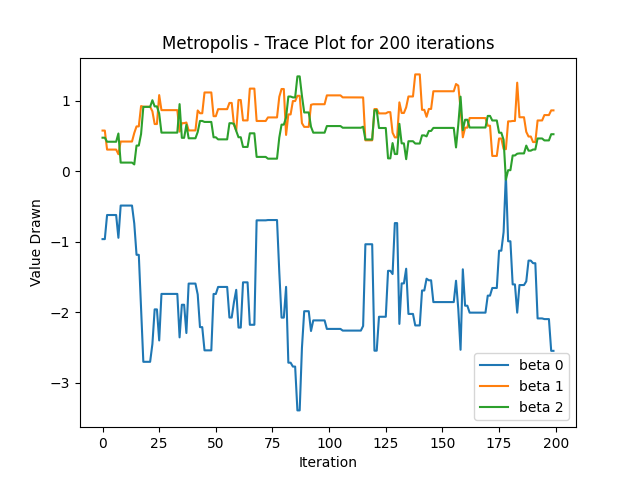 Metropolis - Trace Plot for 200 iterations
Value Drawn
1
0
−1
−2
−3
0 25 50 75 100 125 150 175 200
Iteration
beta 0
beta 1
beta 2